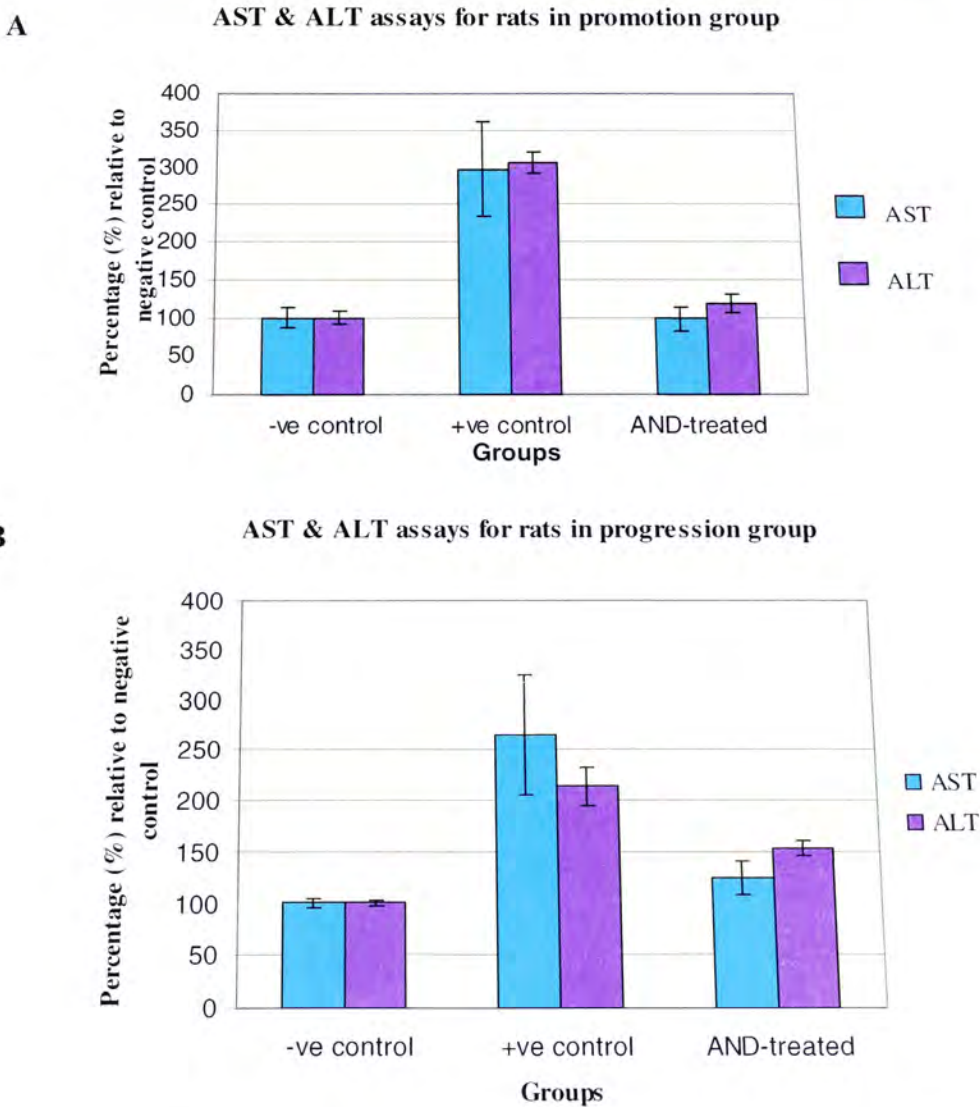 A
AST & ALT assays for rats in promotion group
Percentage (%) relative to
negative control
400
350
300
250
200
150
100
50
0
-ve control
+ve control
AND-treated
Groups
AST
ALT
AST & ALT assays for rats in progression group
Percentage (%) relative to negative
control
400
350
300
250
200
150
100
50
0
-ve control
+ve control
AND-treated
Groups
AST
ALT